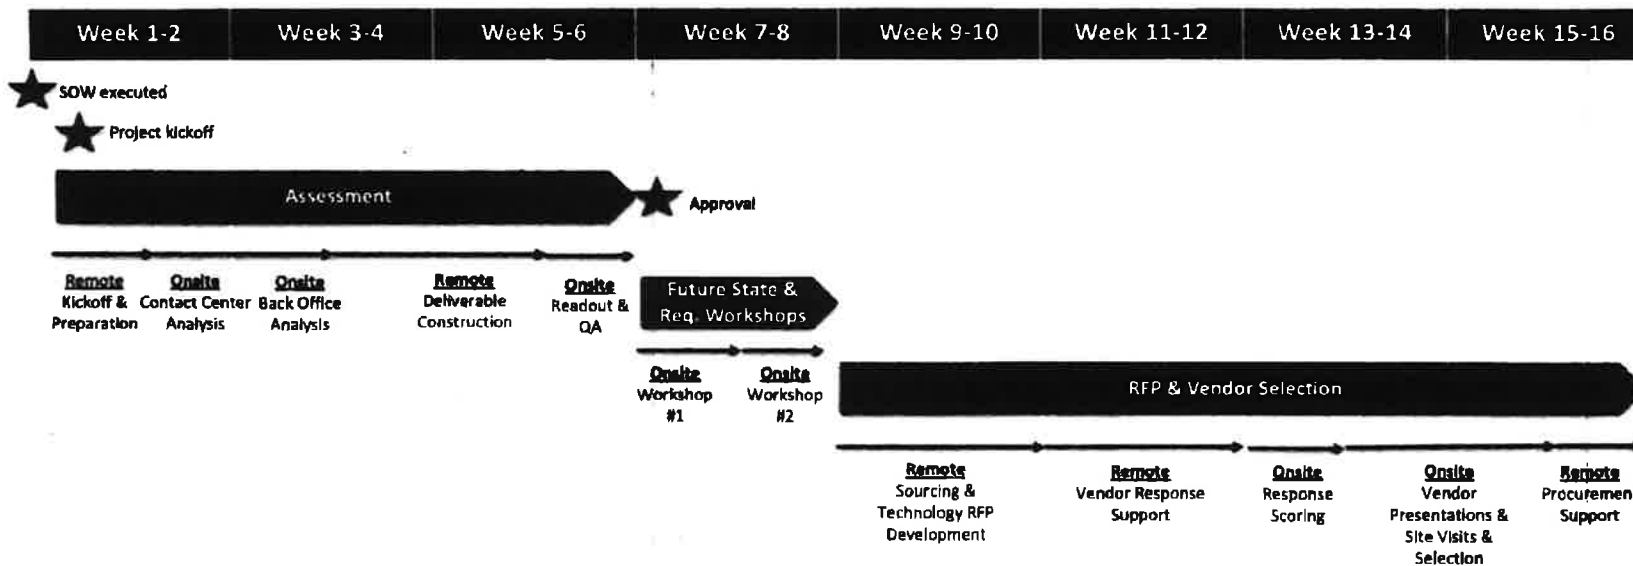 Week 1-2
Week 3-4
Week 5-6
Week 7-8
Week 9-10
Week 11-12
Week 13-14
Week 15-16
SOW executed
Project kickoff
Assessment
Approval
Remote
Kickoff &
Preparation
Onsite
Contact Center
Analysis
Onsite
Back Office
Analysis
Remote
Deliverable
Construction
Onsite
Readout &
QA
Future State &
Req. Workshops
Onsite
Workshop
#1
Onsite
Workshop
#2
RFP & Vendor Selection
Remote
Sourcing &
Technology RFP
Development
Remote
Vendor Response
Support
Onsite
Response
Scoring
Onsite
Vendor
Presentations &
Site Visits &
Selection
Remote
Procuremen
Support